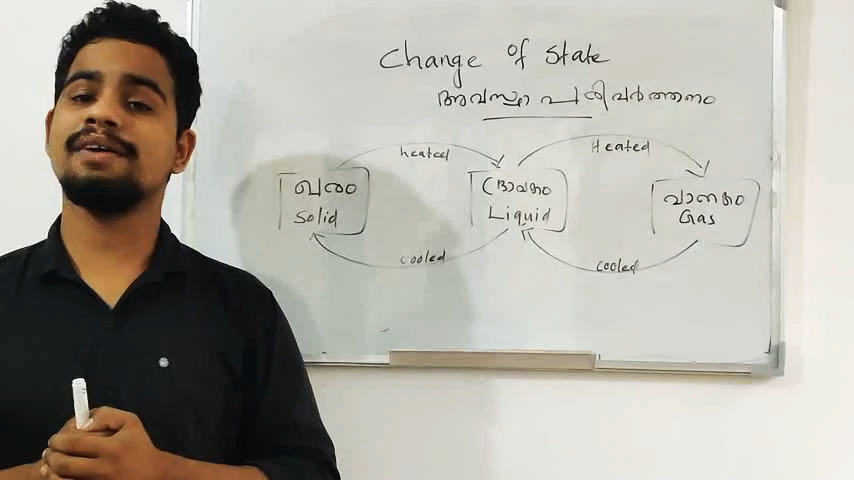 Change of State
അവസ്ഥാ പരിവർത്തനം
heated
Heated
ഖരം
Solid
ദ്രാവകം
Liquid
വാതകം
Gas
cooled
cooled